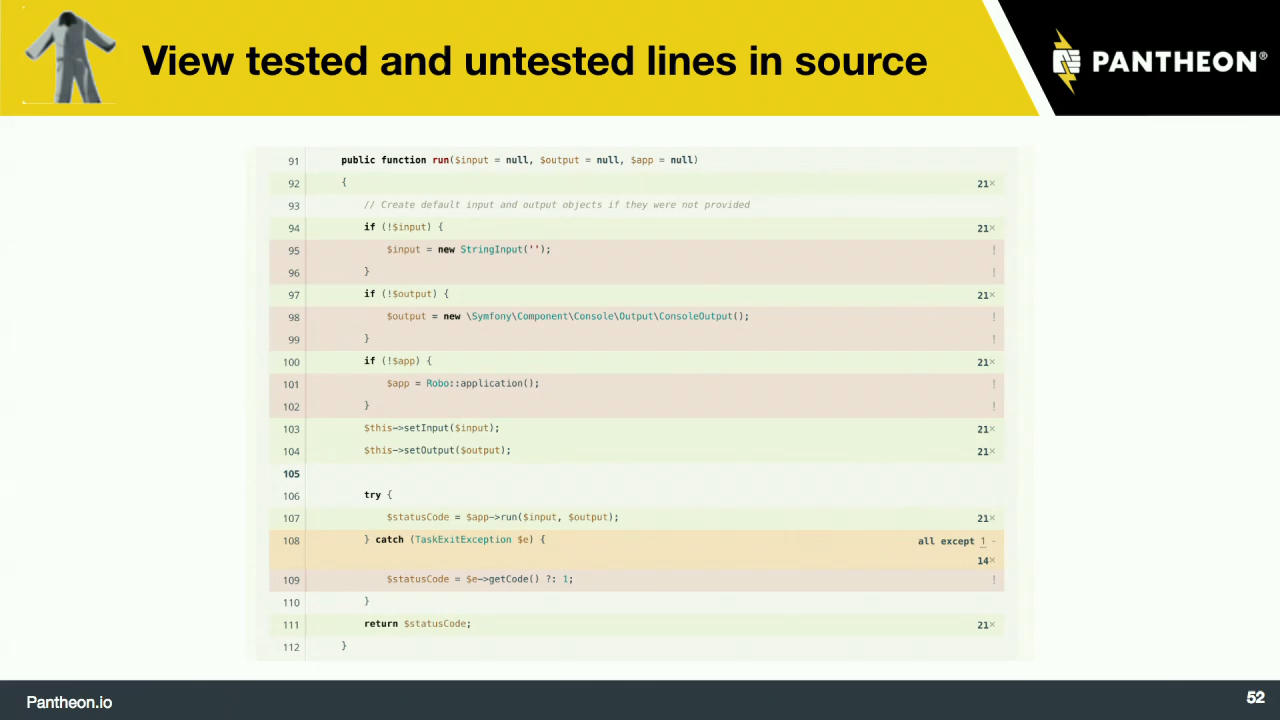 View tested and untested lines in source
PANTHEON®
91 public function run($input = null, $output = null, $app = null)
92 { 21×
93 // Create default input and output objects if they were not provided
94 if (!$input) { 21×
95 $input = new StringInput(''); !
96 } !
97 if (!$output) { 21×
98 $output = new \Symfony\Component\Console\Output\ConsoleOutput(); !
99 } !
100 if (!$app) { 21×
101 $app = Robo::application(); !
102 } !
103 $this->setInput($input); 21×
104 $this->setOutput($output); 21×
105
106 try {
107 $statusCode = $app->run($input, $output); 21×
108 } catch (TaskExitException $e) { all except 1 -
14×
109 $statusCode = $e->getCode() ?: 1; !
110 }
111 return $statusCode; 21×
112 }
Pantheon.io
52